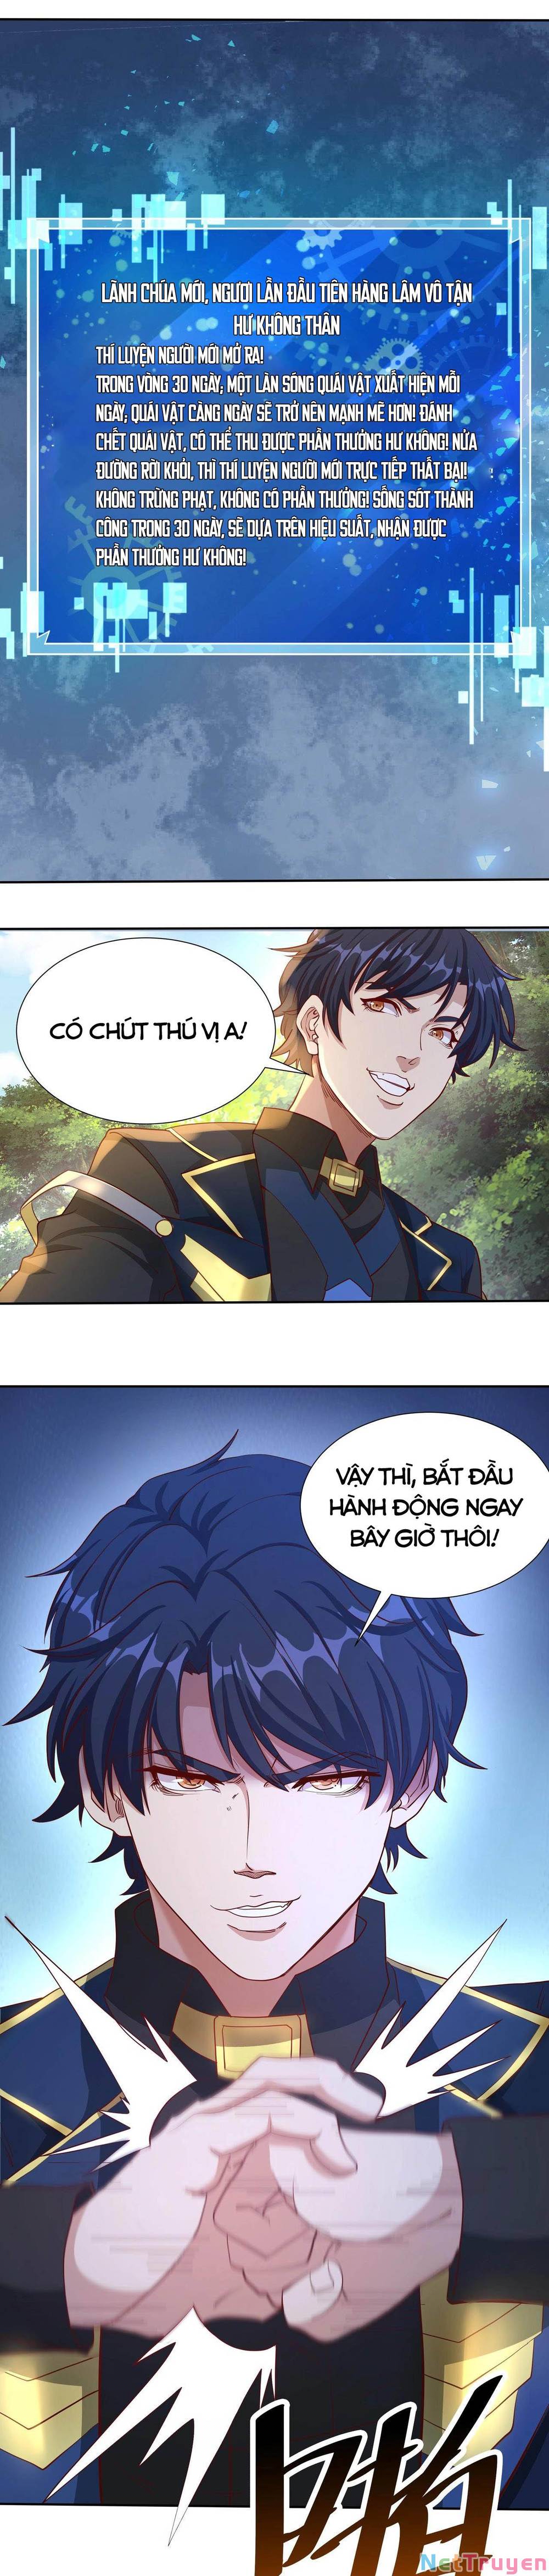 LÀNH CHÚA MỚI, NGƯƠI LẦN ĐẦU TIÊN HÀNG LÂM VÔ TẬN
HƯ KHÔNG THÂN
THÍ LUYỆN NGƯỜI MỚI MỞ RA!
TRONG VÒNG 30 NGÀY; MỘT LÀN SÓNG QUÁI VẬT XUẤT HIỆN MỖI
NGÀY; QUÁI VẬT CÀNG NGÀY SẼ TRỞ NÊN MẠNH MẼ HƠN! ĐÁNH
CHẾT QUÁI VẬT, CÓ THỂ THU ĐƯỢC PHẦN THƯỞNG HƯ KHÔNG! NỬA
ĐƯỜNG RỜI KHỎI, THÌ THÍ LUYỆN NGƯỜI MỚI TRỰC TIẾP THẤT BẠI!
KHÔNG TRỪNG PHẠT, KHÔNG CÓ PHẦN THƯỞNG! SỐNG SÓT THÀNH
CÔNG TRONG 30 NGÀY, SẼ DỰA TRÊN HIỆU SUẤT, NHẬN ĐƯỢC
PHẦN THƯỞNG HƯ KHÔNG!
CÓ CHÚT THÚ VỊ A!
VẬY THÌ, BẮT ĐẦU
HÀNH ĐỘNG NGAY
BÂY GIỜ THÔI!
啪
NetTruyen